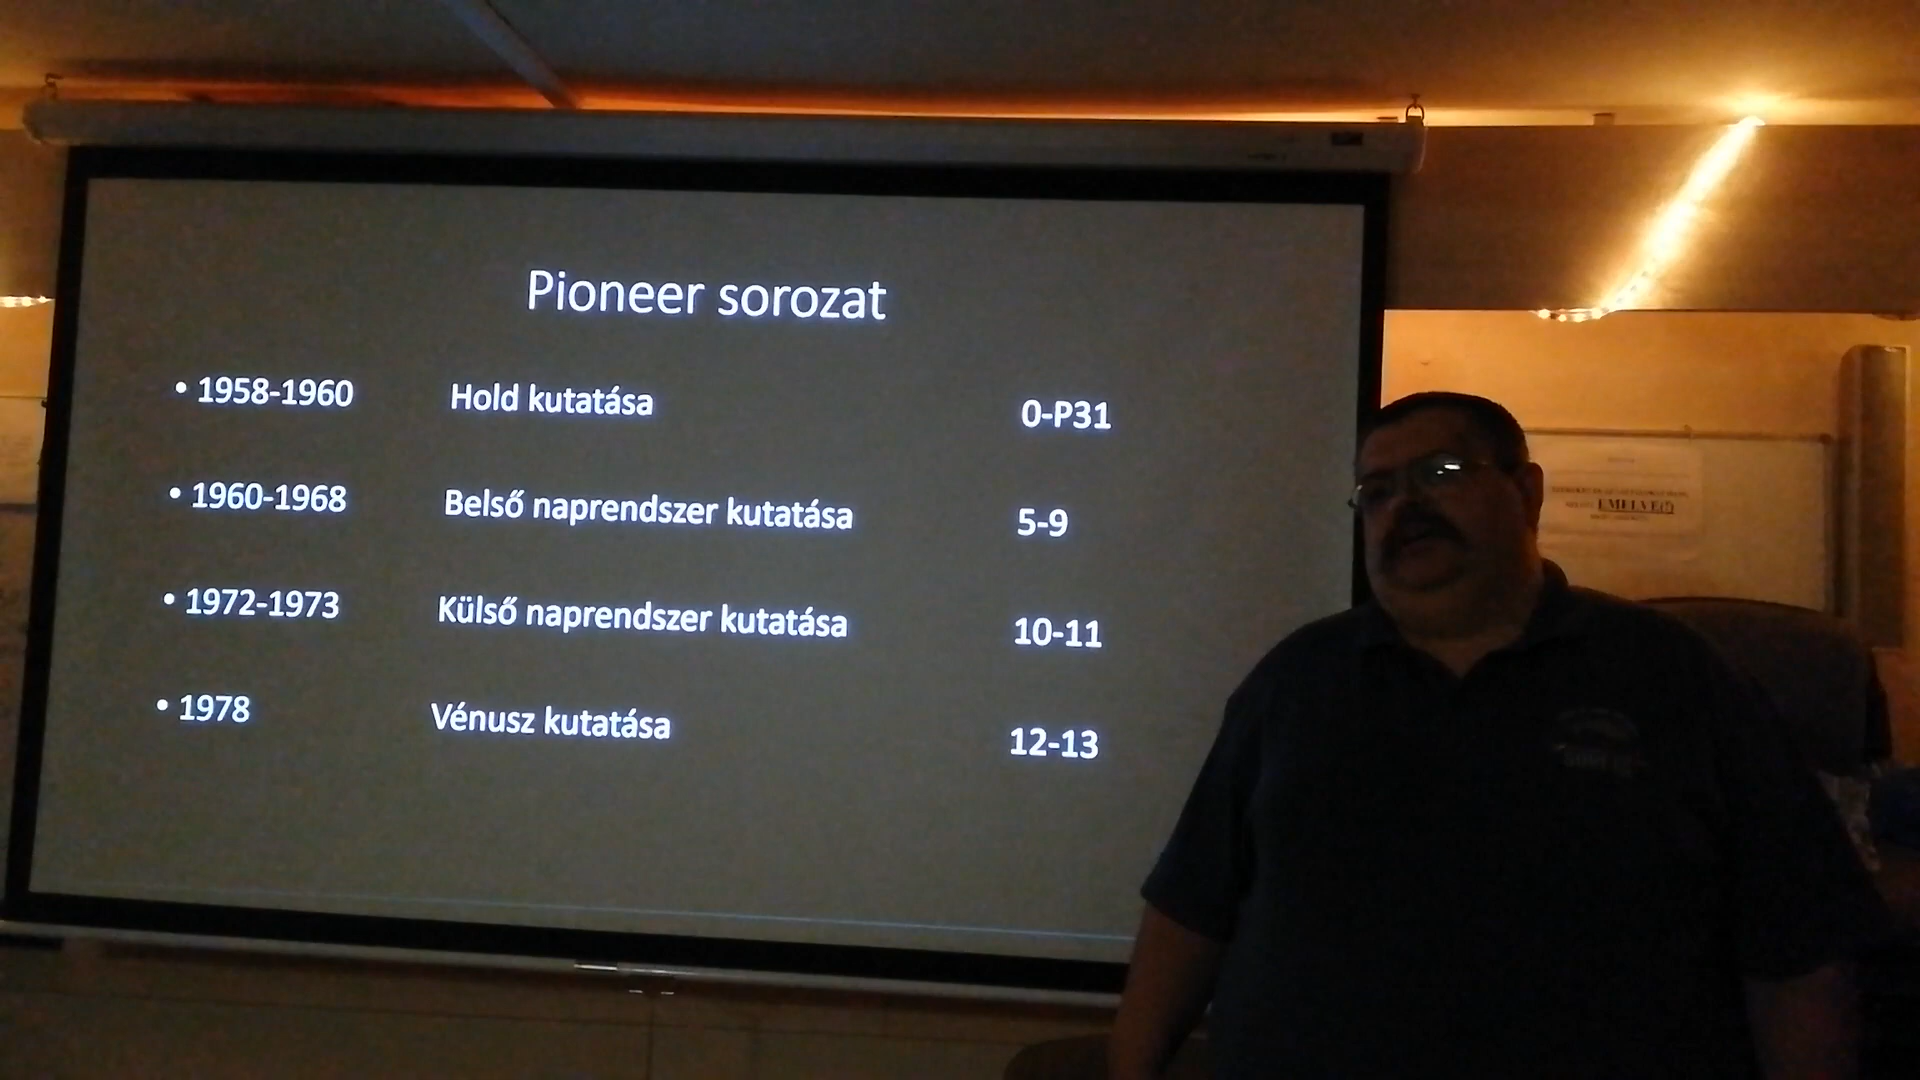 Pioneer sorozat
• 1958-1960 Hold kutatása 0-P31
• 1960-1968 Belső naprendszer kutatása 5-9
• 1972-1973 Külső naprendszer kutatása 10-11
• 1978 Vénusz kutatása 12-13
EMELVE(!)